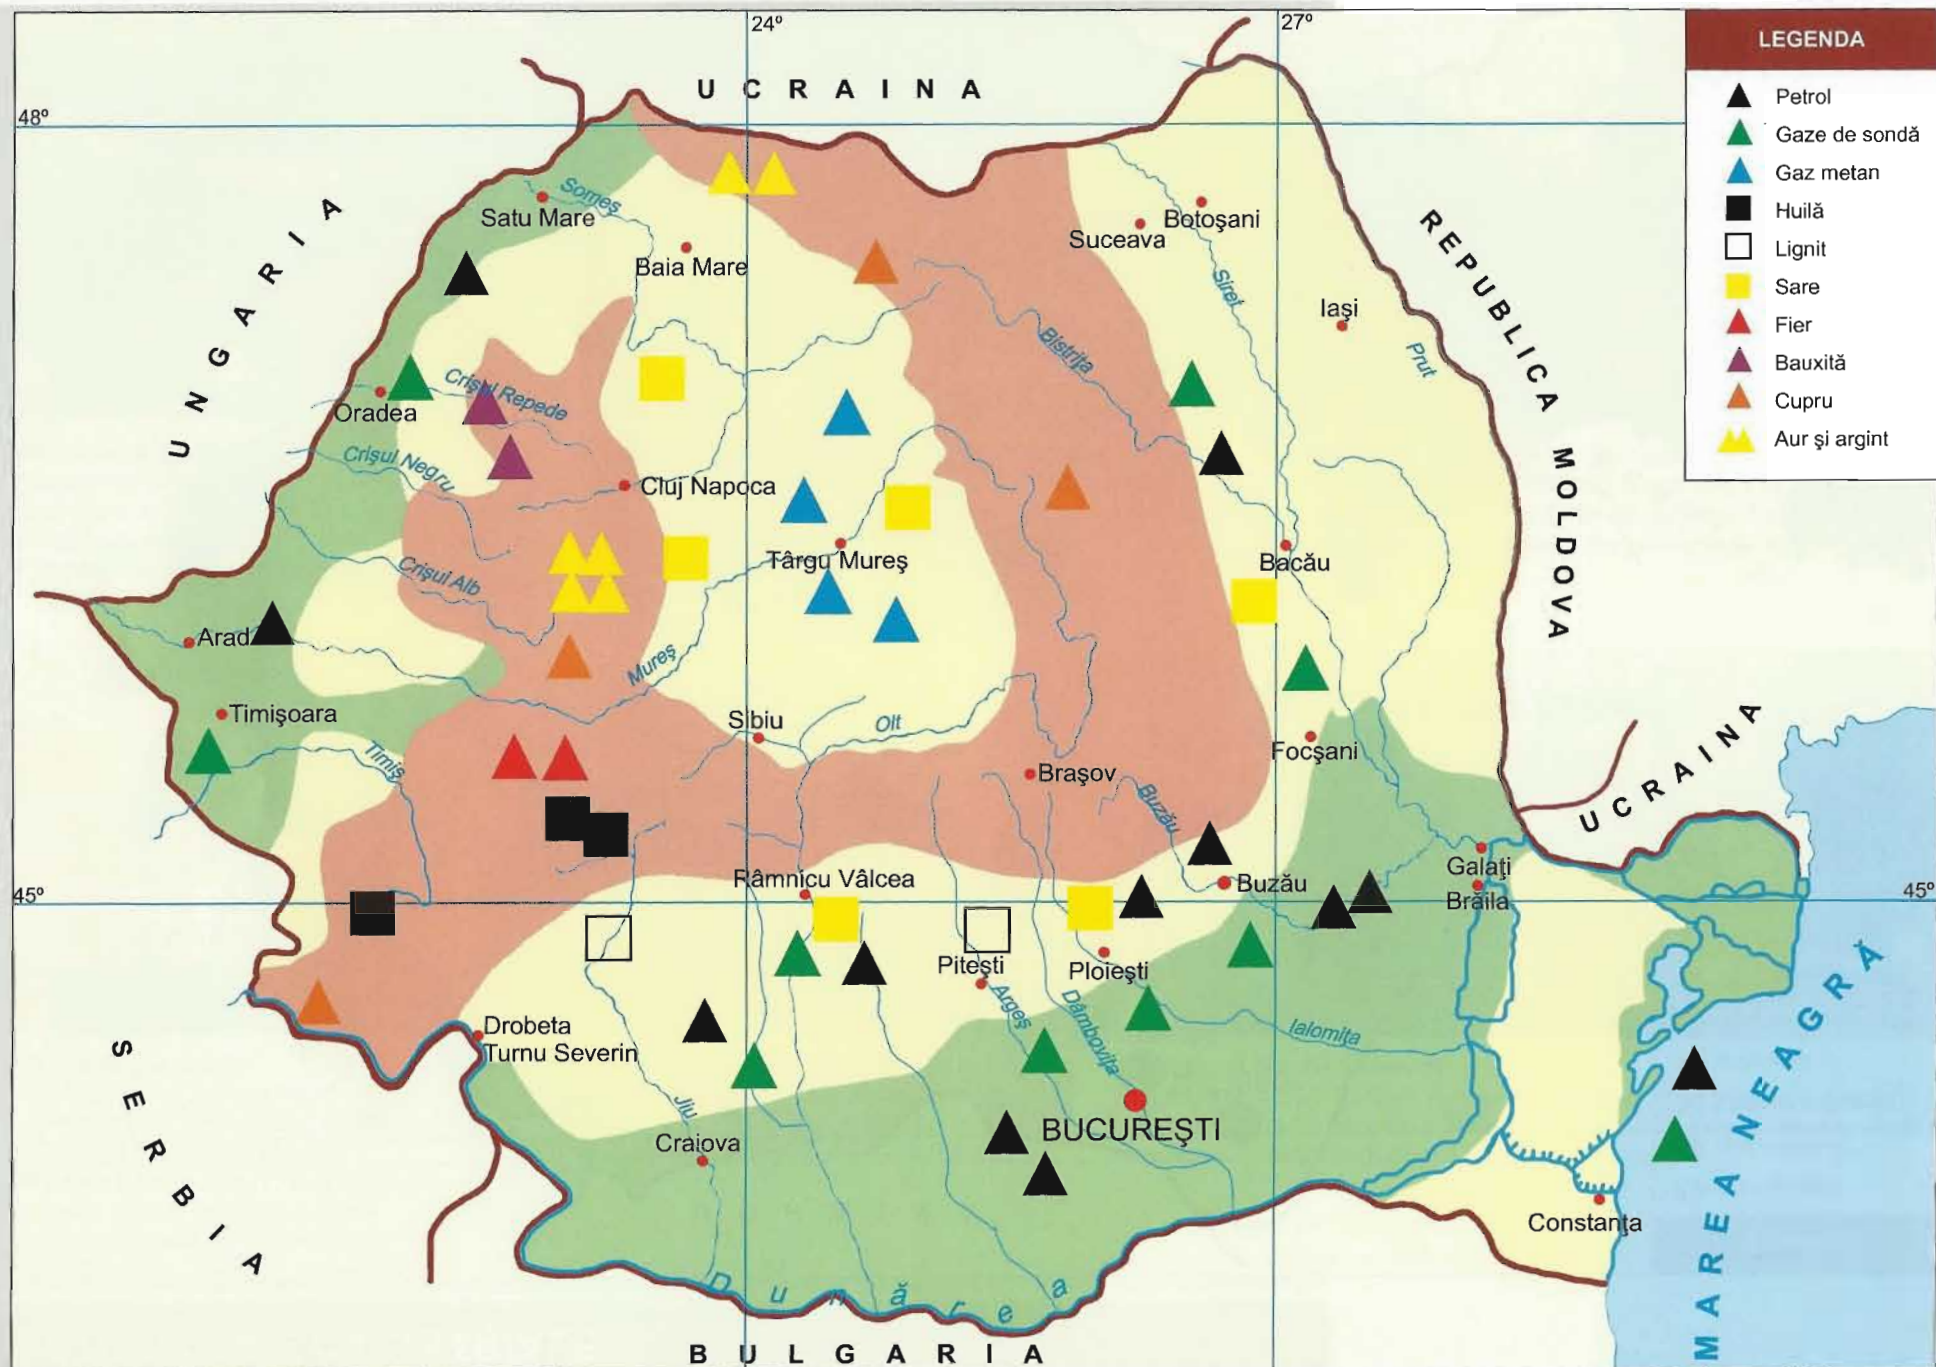 24°
27°
LEGENDA
Petrol
Gaze de sondă
Gaz metan
Huilă
Lignit
Sare
Fier
Bauxită
Cupru
Aur şi argint
UCRAINA
48°
UNGARIA
REPUBLICA MOLDOVA
Someş
Satu Mare
Baia Mare
Suceava
Botoşani
Siret
Iaşi
Prut
Bistriţa
Oradea
Crişul Repede
Crişul Negru
Cluj Napoca
Târgu Mureş
Bacău
Crişul Alb
Arad
Mureş
Timişoara
Timiş
Sibiu
Olt
Braşov
Focşani
UCRAINA
Buzău
Galaţi
Brăila
45°
45°
Râmnicu Vâlcea
Buzău
Piteşti
Ploieşti
Argeş
Dâmboviţa
Ialomiţa
Drobeta
Turnu Severin
SERBIA
Jiu
Craiova
BUCUREŞTI
Constanţa
MAREA NEAGRĂ
Dunărea
BULGARIA